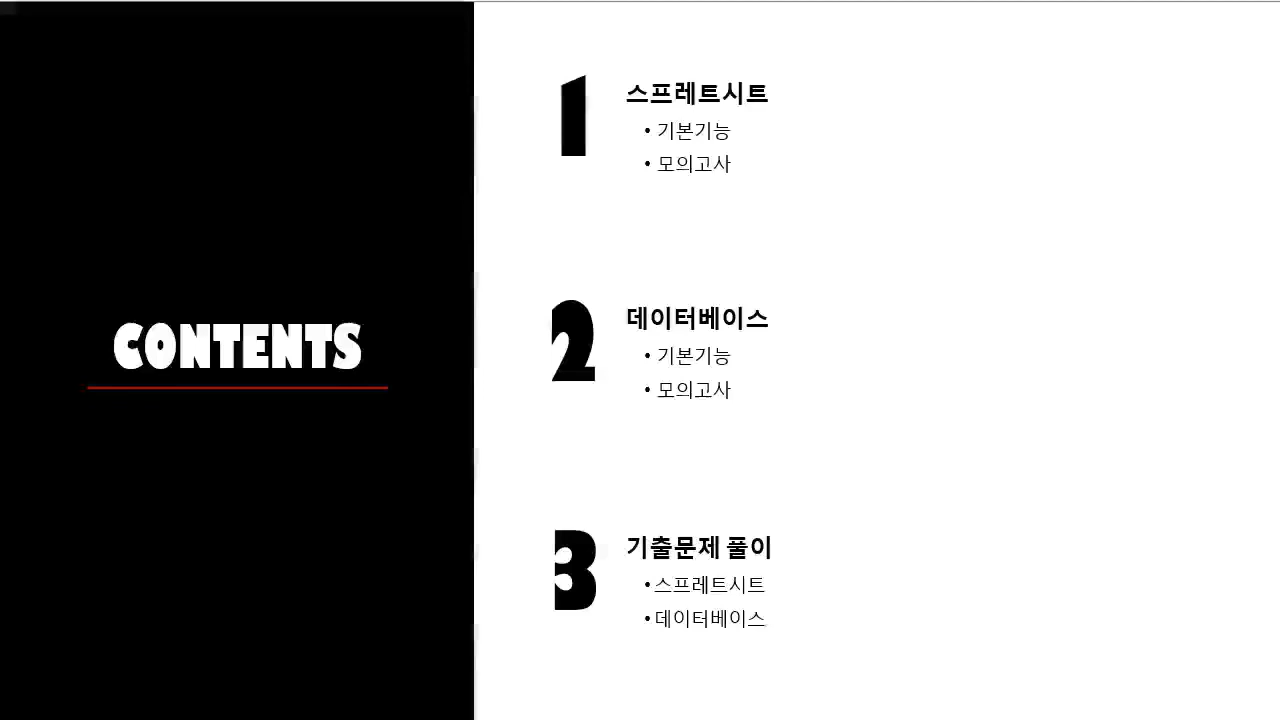 CONTENTS
1
스프레트시트
• 기본기능
• 모의고사
2
데이터베이스
• 기본기능
• 모의고사
3
기출문제 풀이
• 스프레트시트
• 데이터베이스